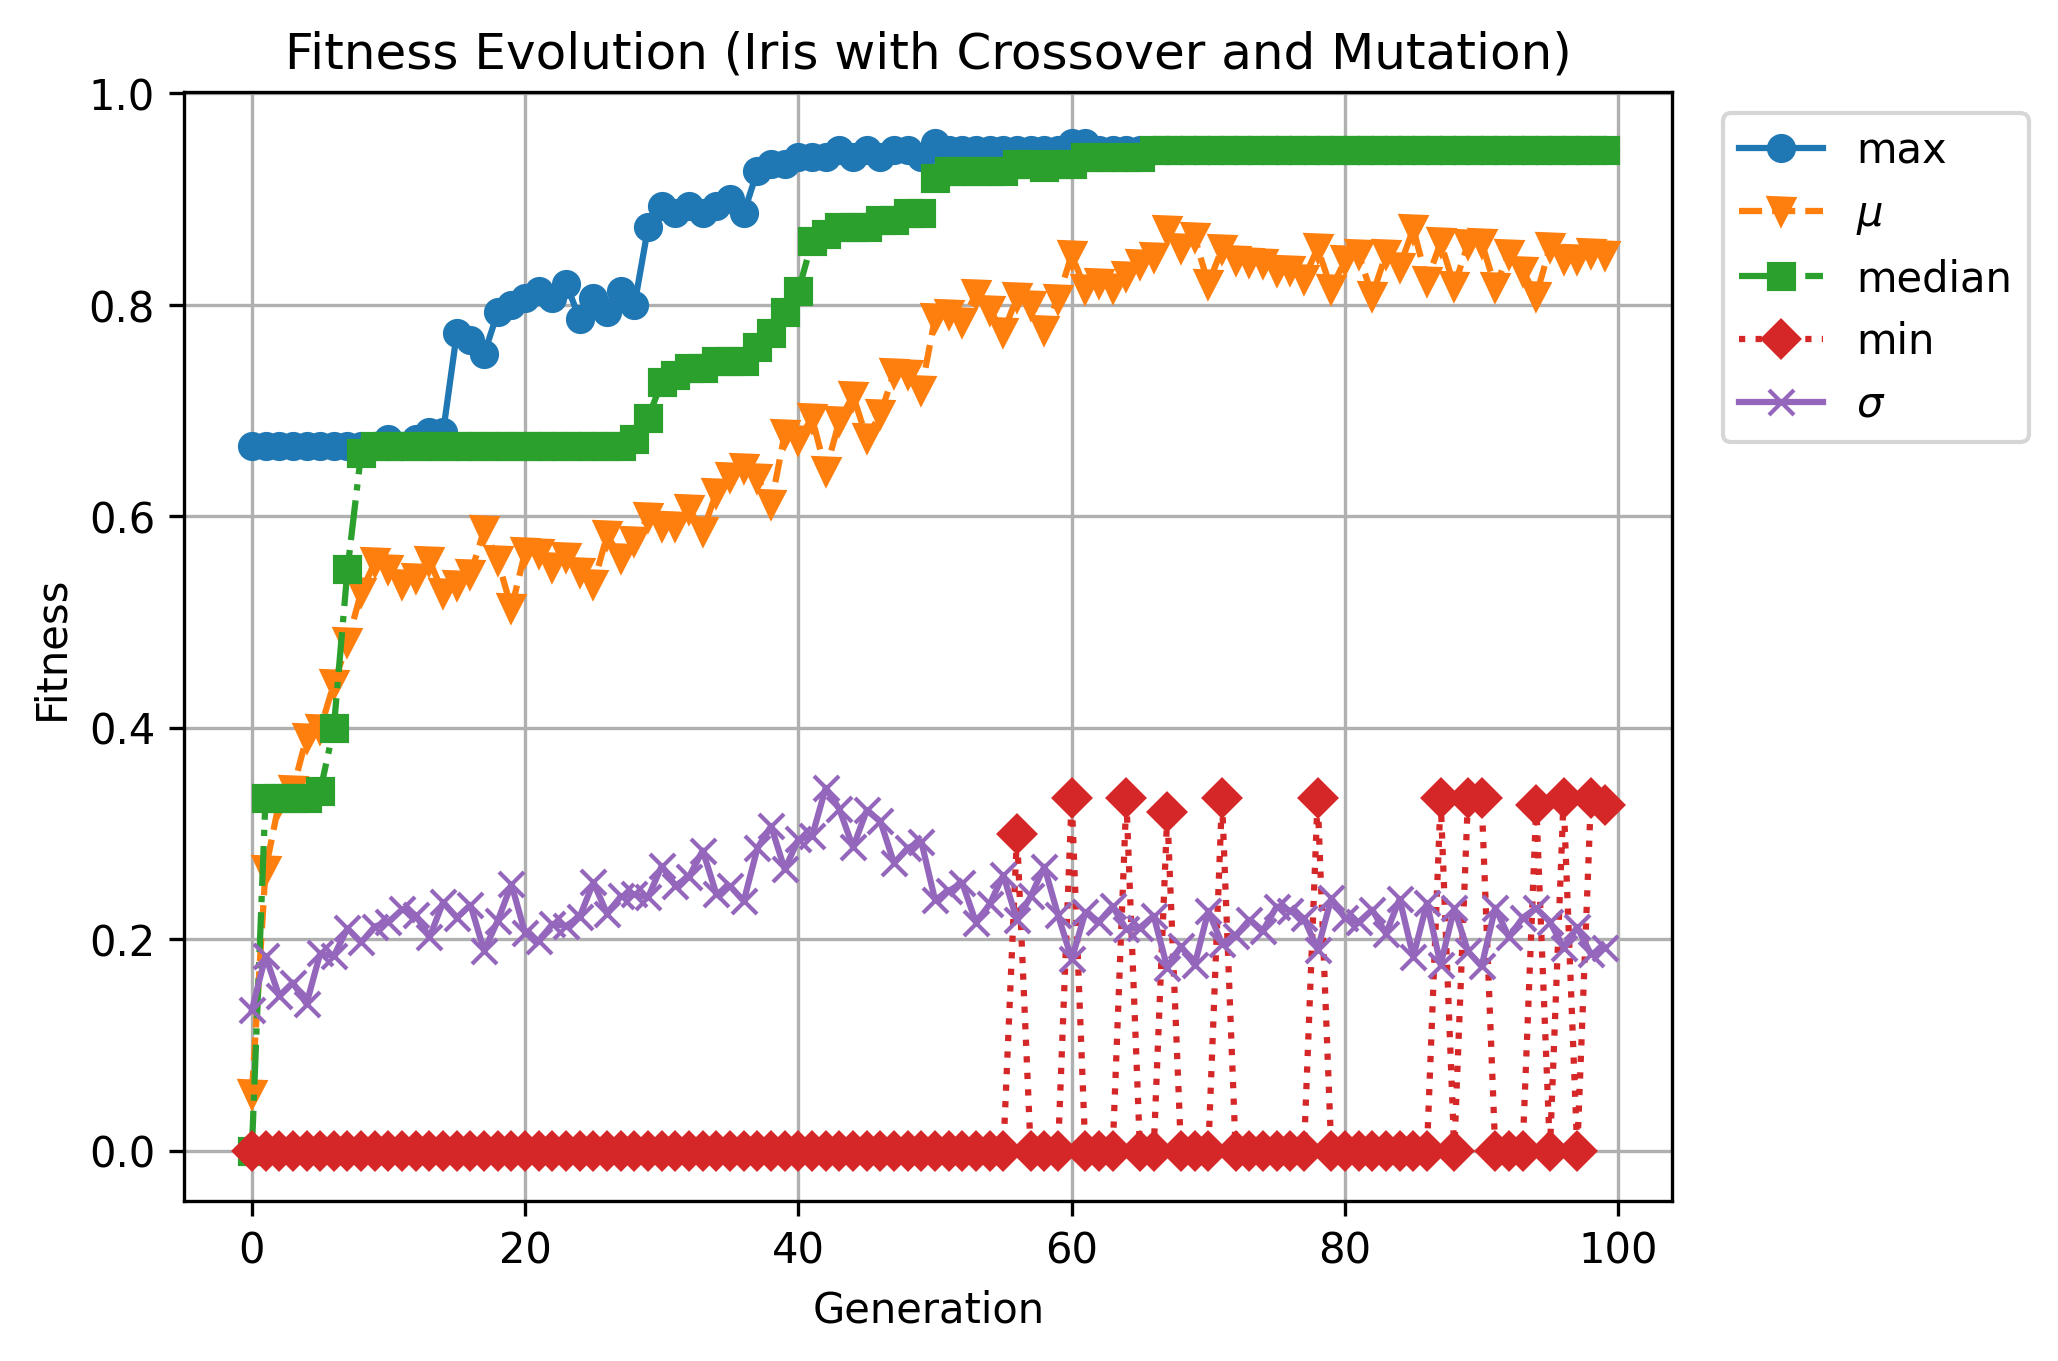 Fitness Evolution (Iris with Crossover and Mutation)
1.0
0.8
0.6
0.4
0.2
0.0
Fitness
0 20 40 60 80 100
Generation
max
μ
median
min
σ